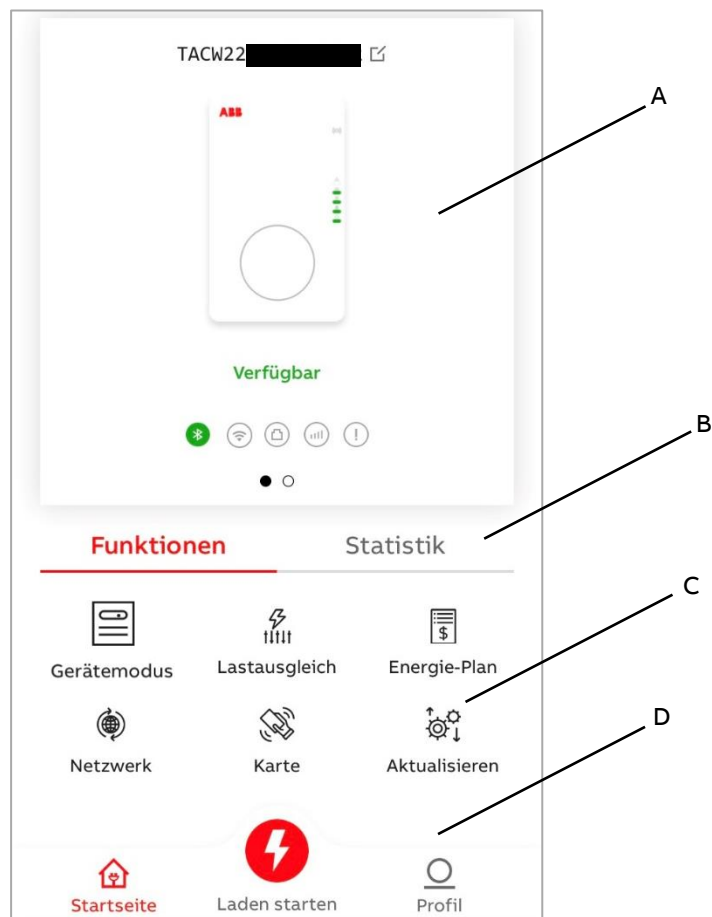 TACW22
ABB
A
Verfügbar
B
Funktionen Statistik
C
Gerätemodus Lastausgleich Energie-Plan
D
Netzwerk Karte Aktualisieren
Startseite Laden starten Profil